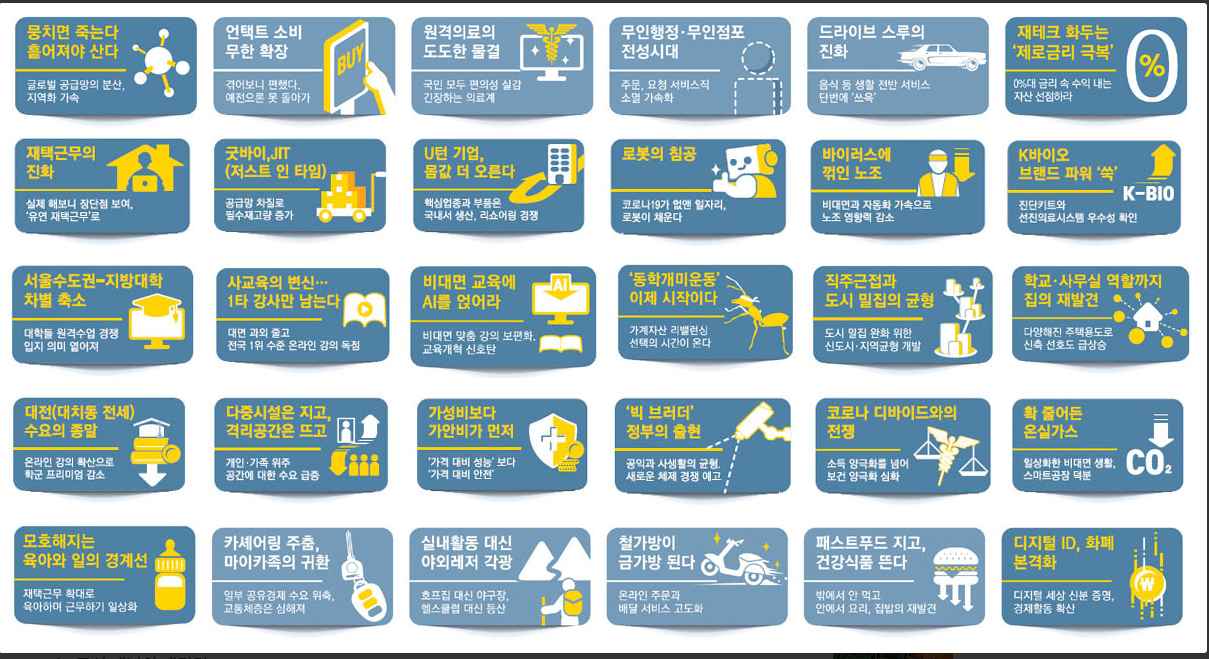 뭉치면 죽는다
흩어져야 산다
글로벌 공급망의 분산,
지역화 가속
언택트 소비
무한 확장
겪어보니 편했다.
예전으론 못 돌아가
BUY
원격의료의
도도한 물결
국민 모두 편의성 실감
긴장하는 의료계
무인행정·무인점포
전성시대
주문, 요청 서비스직
소멸 가속화
드라이브 스루의
진화
음식 등 생활 전반 서비스
단번에 '쓰윽'
재테크 화두는
'제로금리 극복'
0%대 금리 속 수익 내는
자산 선점하라
0
%
재택근무의
진화
실제 해보니 장단점 보여,
'유연 재택근무'로
굿바이,JIT
(저스트 인 타임)
공급망 차질로
필수재고량 증가
U턴 기업,
몸값 더 오른다
핵심업종과 부품은
국내서 생산, 리쇼어링 경쟁
로봇의 침공
코로나19가 없앤 일자리,
로봇이 채운다
바이러스에
꺾인 노조
비대면과 자동화 가속으로
노조 영향력 감소
K바이오
브랜드 파워 '쑥'
진단키트와
선진의료시스템 우수성 확인
K-BIO
서울수도권-지방대학
차별 축소
대학들 원격수업 경쟁
입지 의미 옅어져
사교육의 변신…
1타 강사만 남는다
대면 과외 줄고
전국 1위 수준 온라인 강의 독점
비대면 교육에
AI를 얹어라
비대면 맞춤 강의 보편화,
교육개혁 신호탄
AI
'동학개미운동'
이제 시작이다
가계자산 리밸런싱
선택의 시간이 온다
직주근접과
도시 밀집의 균형
도시 밀집 완화 위한
신도시·지역균형 개발
학교·사무실 역할까지
집의 재발견
다양해진 주택용도로
신축 선호도 급상승
대전(대치동 전세)
수요의 종말
온라인 강의 확산으로
학군 프리미엄 감소
다중시설은 지고,
격리공간은 뜨고
개인·가족 위주
공간에 대한 수요 급증
가성비보다
가안비가 먼저
'가격 대비 성능' 보다
'가격 대비 안전'
'빅 브러더'
정부의 출현
공익과 사생활의 균형,
새로운 체제 경쟁 예고
코로나 디바이드와의
전쟁
소득 양극화를 넘어
보건 양극화 심화
확 줄어든
온실가스
일상화한 비대면 생활,
스마트공장 덕분
CO₂
모호해지는
육아와 일의 경계선
재택근무 확대로
육아하며 근무하기 일상화
카셰어링 주춤,
마이카족의 귀환
일부 공유경제 수요 위축,
교통체증은 심해져
실내활동 대신
야외레저 각광
호프집 대신 야구장,
헬스클럽 대신 등산
철가방이
금가방 된다
온라인 주문과
배달 서비스 고도화
패스트푸드 지고,
건강식품 뜬다
밖에서 안 먹고
안에서 요리, 집밥의 재발견
디지털 ID, 화폐
본격화
디지털 세상 신분 증명,
경제활동 확산
₩